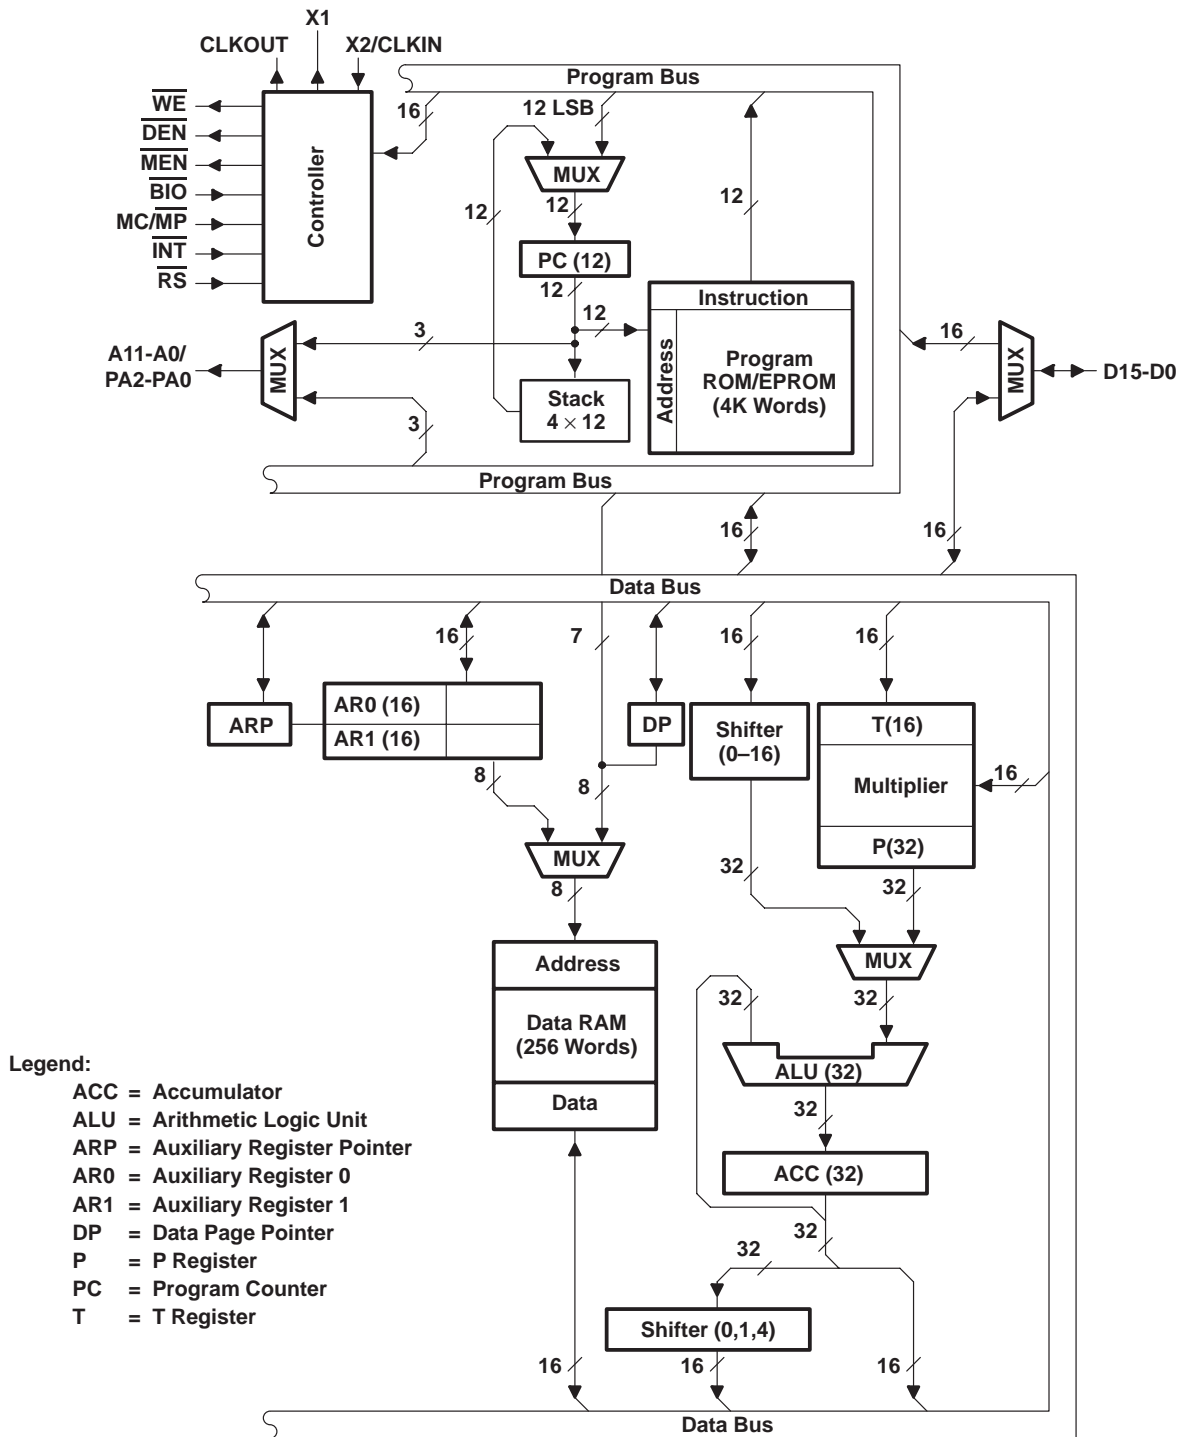 X1
CLKOUT
X2/CLKIN
Program Bus
WE
DEN
MEN
BIO
MC/MP
INT
RS
Controller
16
12 LSB
MUX
12
12
12
PC (12)
12
12
Instruction
Address
Program
ROM/EPROM
(4K Words)
Stack
4 × 12
3
A11-A0/
PA2-PA0
MUX
3
16
MUX
D15-D0
Program Bus
16
16
Data Bus
16
7
16
16
ARP
AR0 (16)
AR1 (16)
DP
Shifter
(0–16)
T(16)
Multiplier
P(32)
16
8
8
MUX
8
32
32
MUX
Address
Data RAM
(256 Words)
Data
32
32
ALU (32)
32
ACC (32)
32
32
Shifter (0,1,4)
16
16
16
Data Bus
Legend:
ACC = Accumulator
ALU = Arithmetic Logic Unit
ARP = Auxiliary Register Pointer
AR0 = Auxiliary Register 0
AR1 = Auxiliary Register 1
DP = Data Page Pointer
P = P Register
PC = Program Counter
T = T Register